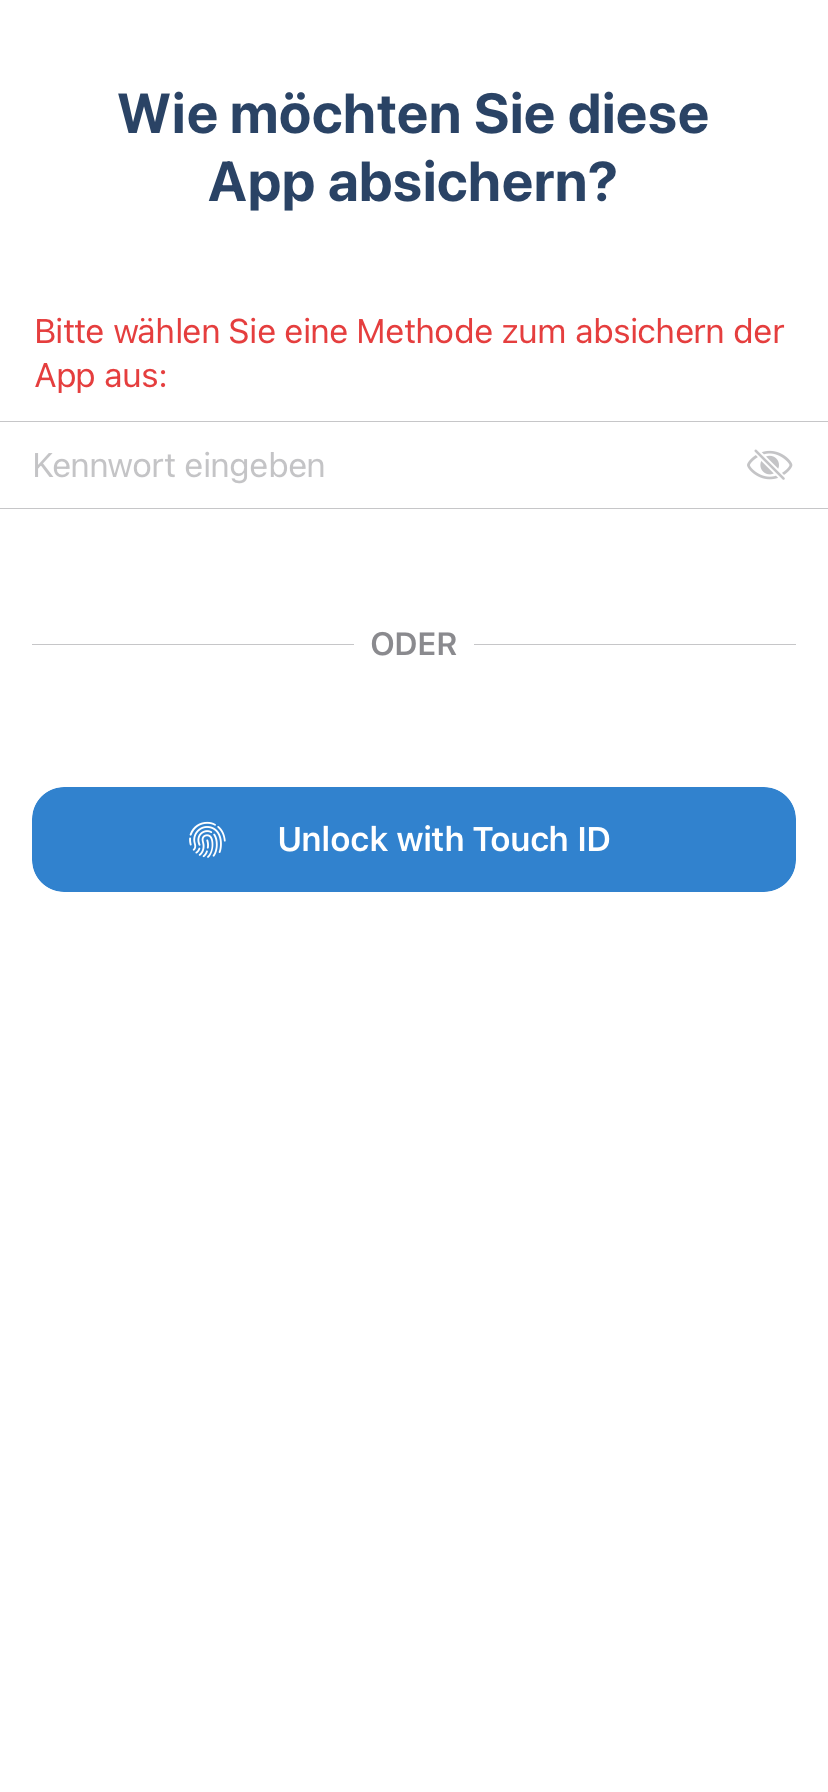 Wie möchten Sie diese
App absichern?
Bitte wählen Sie eine Methode zum absichern der
App aus:
Kennwort eingeben
ODER
Unlock with Touch ID